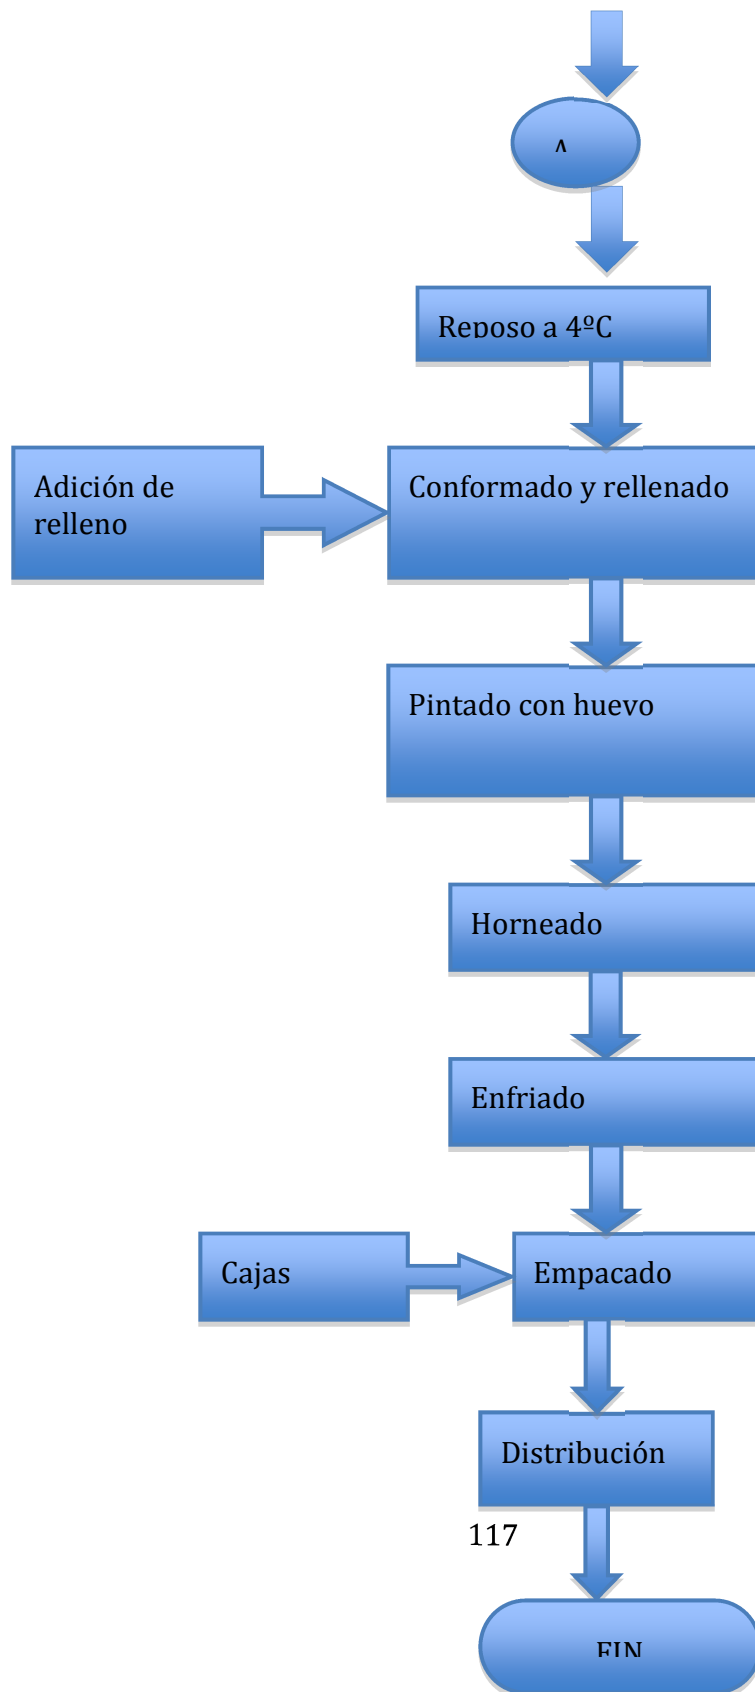 A
Reposo a 4ºC
Adición de
relleno
Conformado y rellenado
Pintado con huevo
Horneado
Enfriado
Cajas
Empacado
Distribución
117
FIN